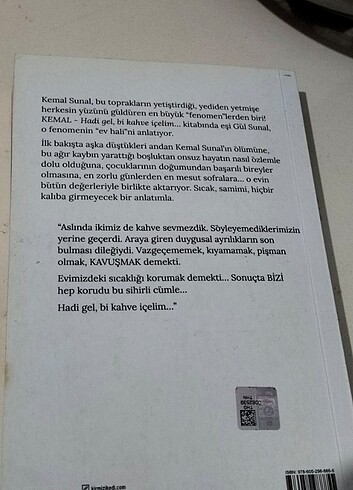 Kemal Sunal, bu toprakların yetiştirdiği, yediden yetmişe
herkesin yüzünü güldüren en büyük "fenomen"lerden biri!
KEMAL - Hadi gel, bi kahve içelim... kitabında eşi Gül Sunal,
o fenomenin "ev hali"ni anlatıyor.
İlk bakışta aşka düştükleri andan Kemal Sunal'ın ölümüne,
bu ağır kaybın yarattığı boşluktan onsuz hayatın nasıl özlemle
dolu olduğuna, çocuklarının doğumundan başarılı bireyler
olmasına, en zorlu günlerden en mesut sofralara... o evin
bütün değerleriyle birlikte aktarıyor. Sıcak, samimi, hiçbir
kalıba girmeyecek bir anlatımla.
"Aslında ikimiz de kahve sevmezdik. Söyleyemediklerimizin
yerine geçerdi. Araya giren duygusal ayrılıkların son
bulması dileğiydi. Vazgeçememek, kıyamamak, pişman
olmak, KAVUŞMAK demekti.
Evimizdeki sıcaklığı korumak demekti... Sonuçta BİZİ
hep korudu bu sihirli cümle...
Hadi gel, bi kahve içelim..."
kirmizikedi.com